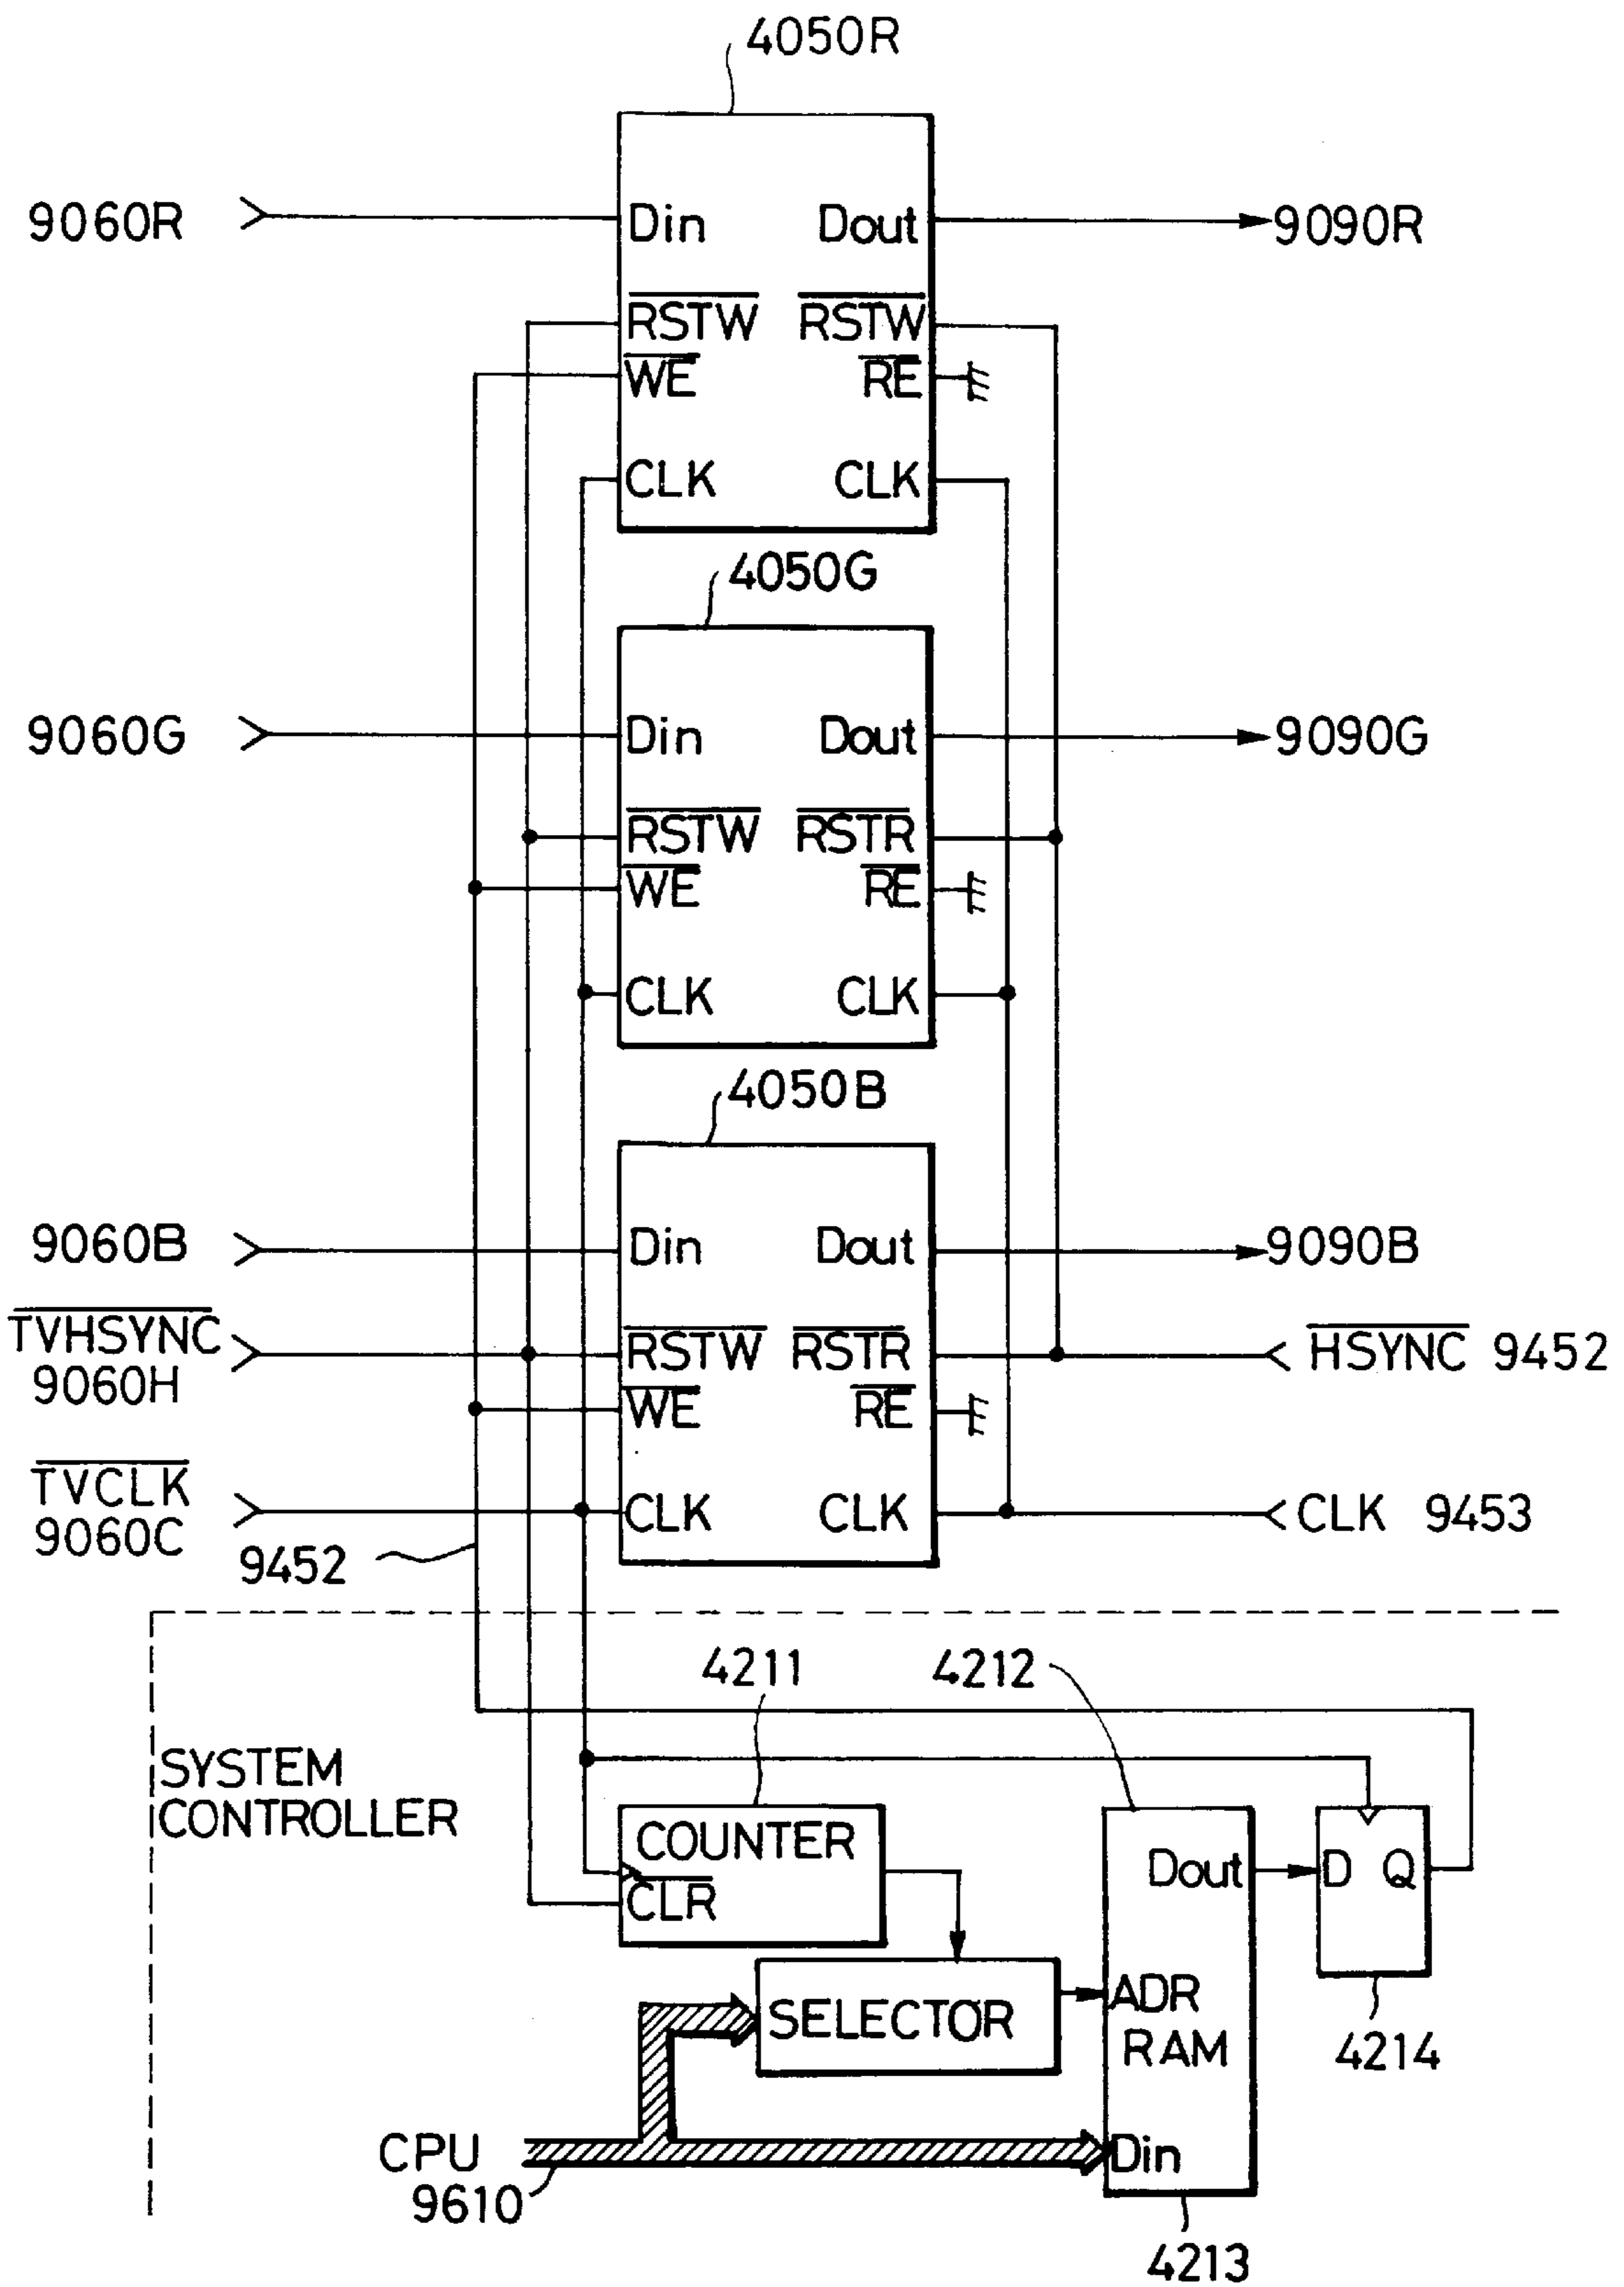 4050R
9060R
Din Dout
9090R
RSTW RSTW
WE RE
CLK CLK
4050G
9060G
Din Dout
9090G
RSTW RSTR
WE RE
CLK CLK
4050B
9060B
Din Dout
9090B
TVHSYNC
9060H
RSTW RSTR
HSYNC 9452
WE RE
TVCLK
9060C
CLK CLK
CLK 9453
9452
4211 4212
SYSTEM
CONTROLLER
COUNTER
CLR
Dout
D Q
ADR
RAM
SELECTOR
4214
CPU
9610
Din
4213